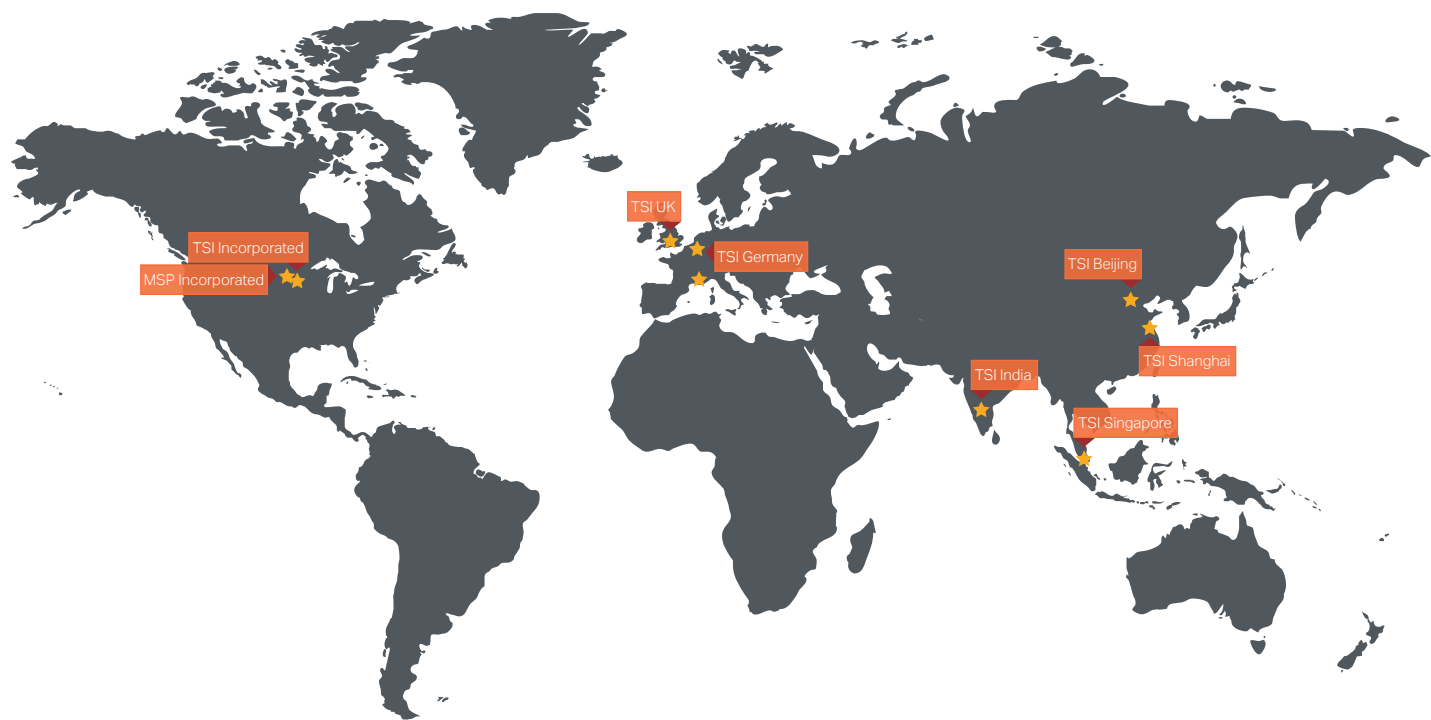 TSI UK
TSI Incorporated
TSI Germany
TSI Beijing
MSP Incorporated
TSI Shanghai
TSI India
TSI Singapore